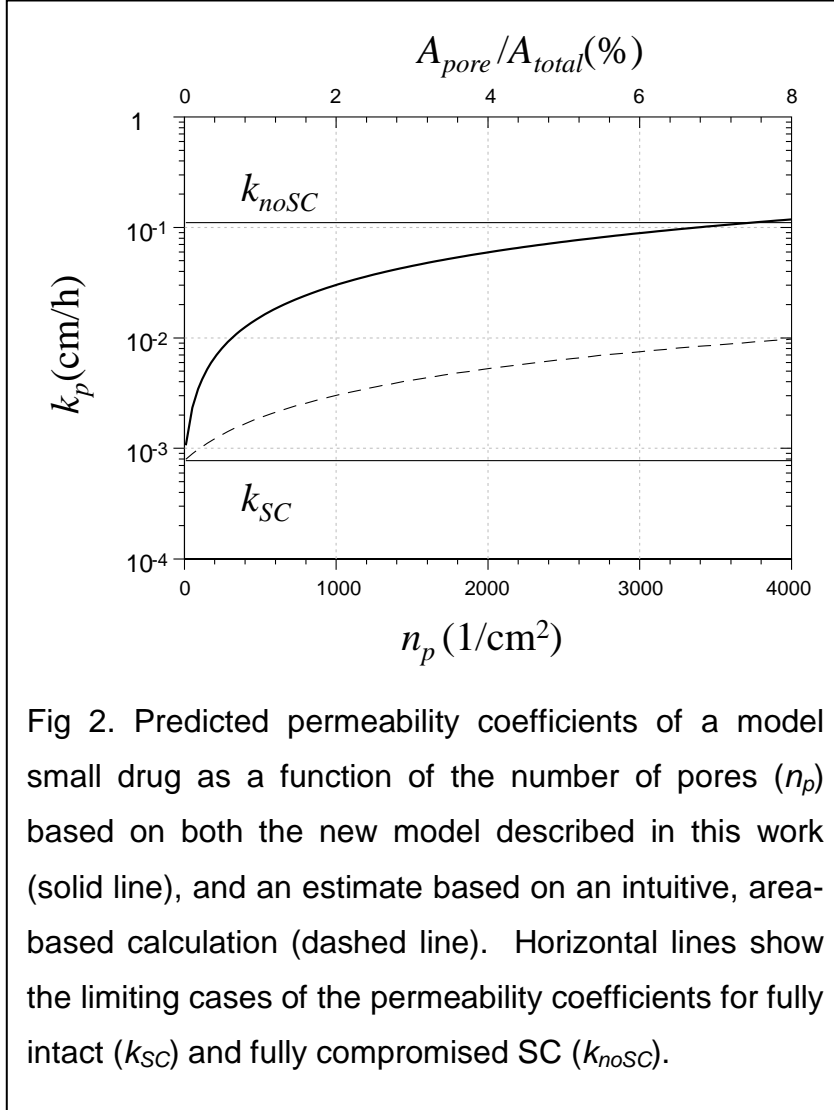 A_pore/A_total(%)
0 2 4 6 8
1
k_noSC
10^-1
k_p(cm/h)
10^-2
10^-3
k_SC
10^-4
0 1000 2000 3000 4000
n_p (1/cm²)
Fig 2. Predicted permeability coefficients of a model
small drug as a function of the number of pores (n_p)
based on both the new model described in this work
(solid line), and an estimate based on an intuitive, area-
based calculation (dashed line). Horizontal lines show
the limiting cases of the permeability coefficients for fully
intact (k_SC) and fully compromised SC (k_noSC).